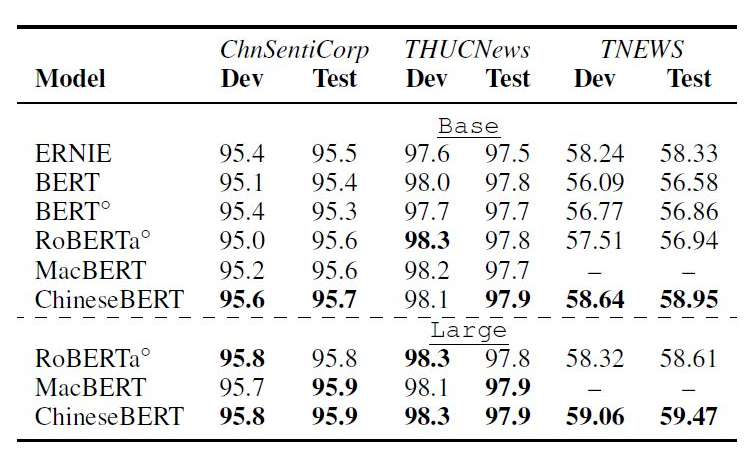 ChnSentiCorp THUCNews TNEWS
Model Dev Test Dev Test Dev Test
Base
ERNIE 95.4 95.5 97.6 97.5 58.24 58.33
BERT 95.1 95.4 98.0 97.8 56.09 56.58
BERT° 95.4 95.3 97.7 97.7 56.77 56.86
RoBERTa° 95.0 95.6 98.3 97.8 57.51 56.94
MacBERT 95.2 95.6 98.2 97.7 – –
ChineseBERT 95.6 95.7 98.1 97.9 58.64 58.95
Large
RoBERTa° 95.8 95.8 98.3 97.8 58.32 58.61
MacBERT 95.7 95.9 98.1 97.9 – –
ChineseBERT 95.8 95.9 98.3 97.9 59.06 59.47